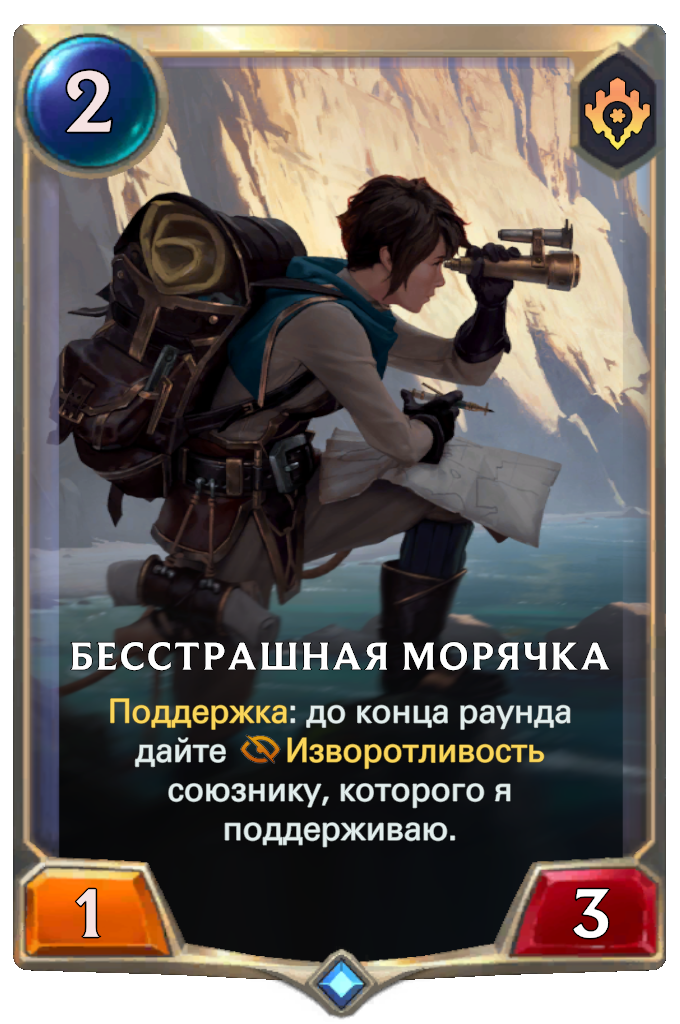 2
БЕССТРАШНАЯ МОРЯЧКА
Поддержка: до конца раунда
дайте Изворотливость
союзнику, которого я
поддерживаю.
1
3